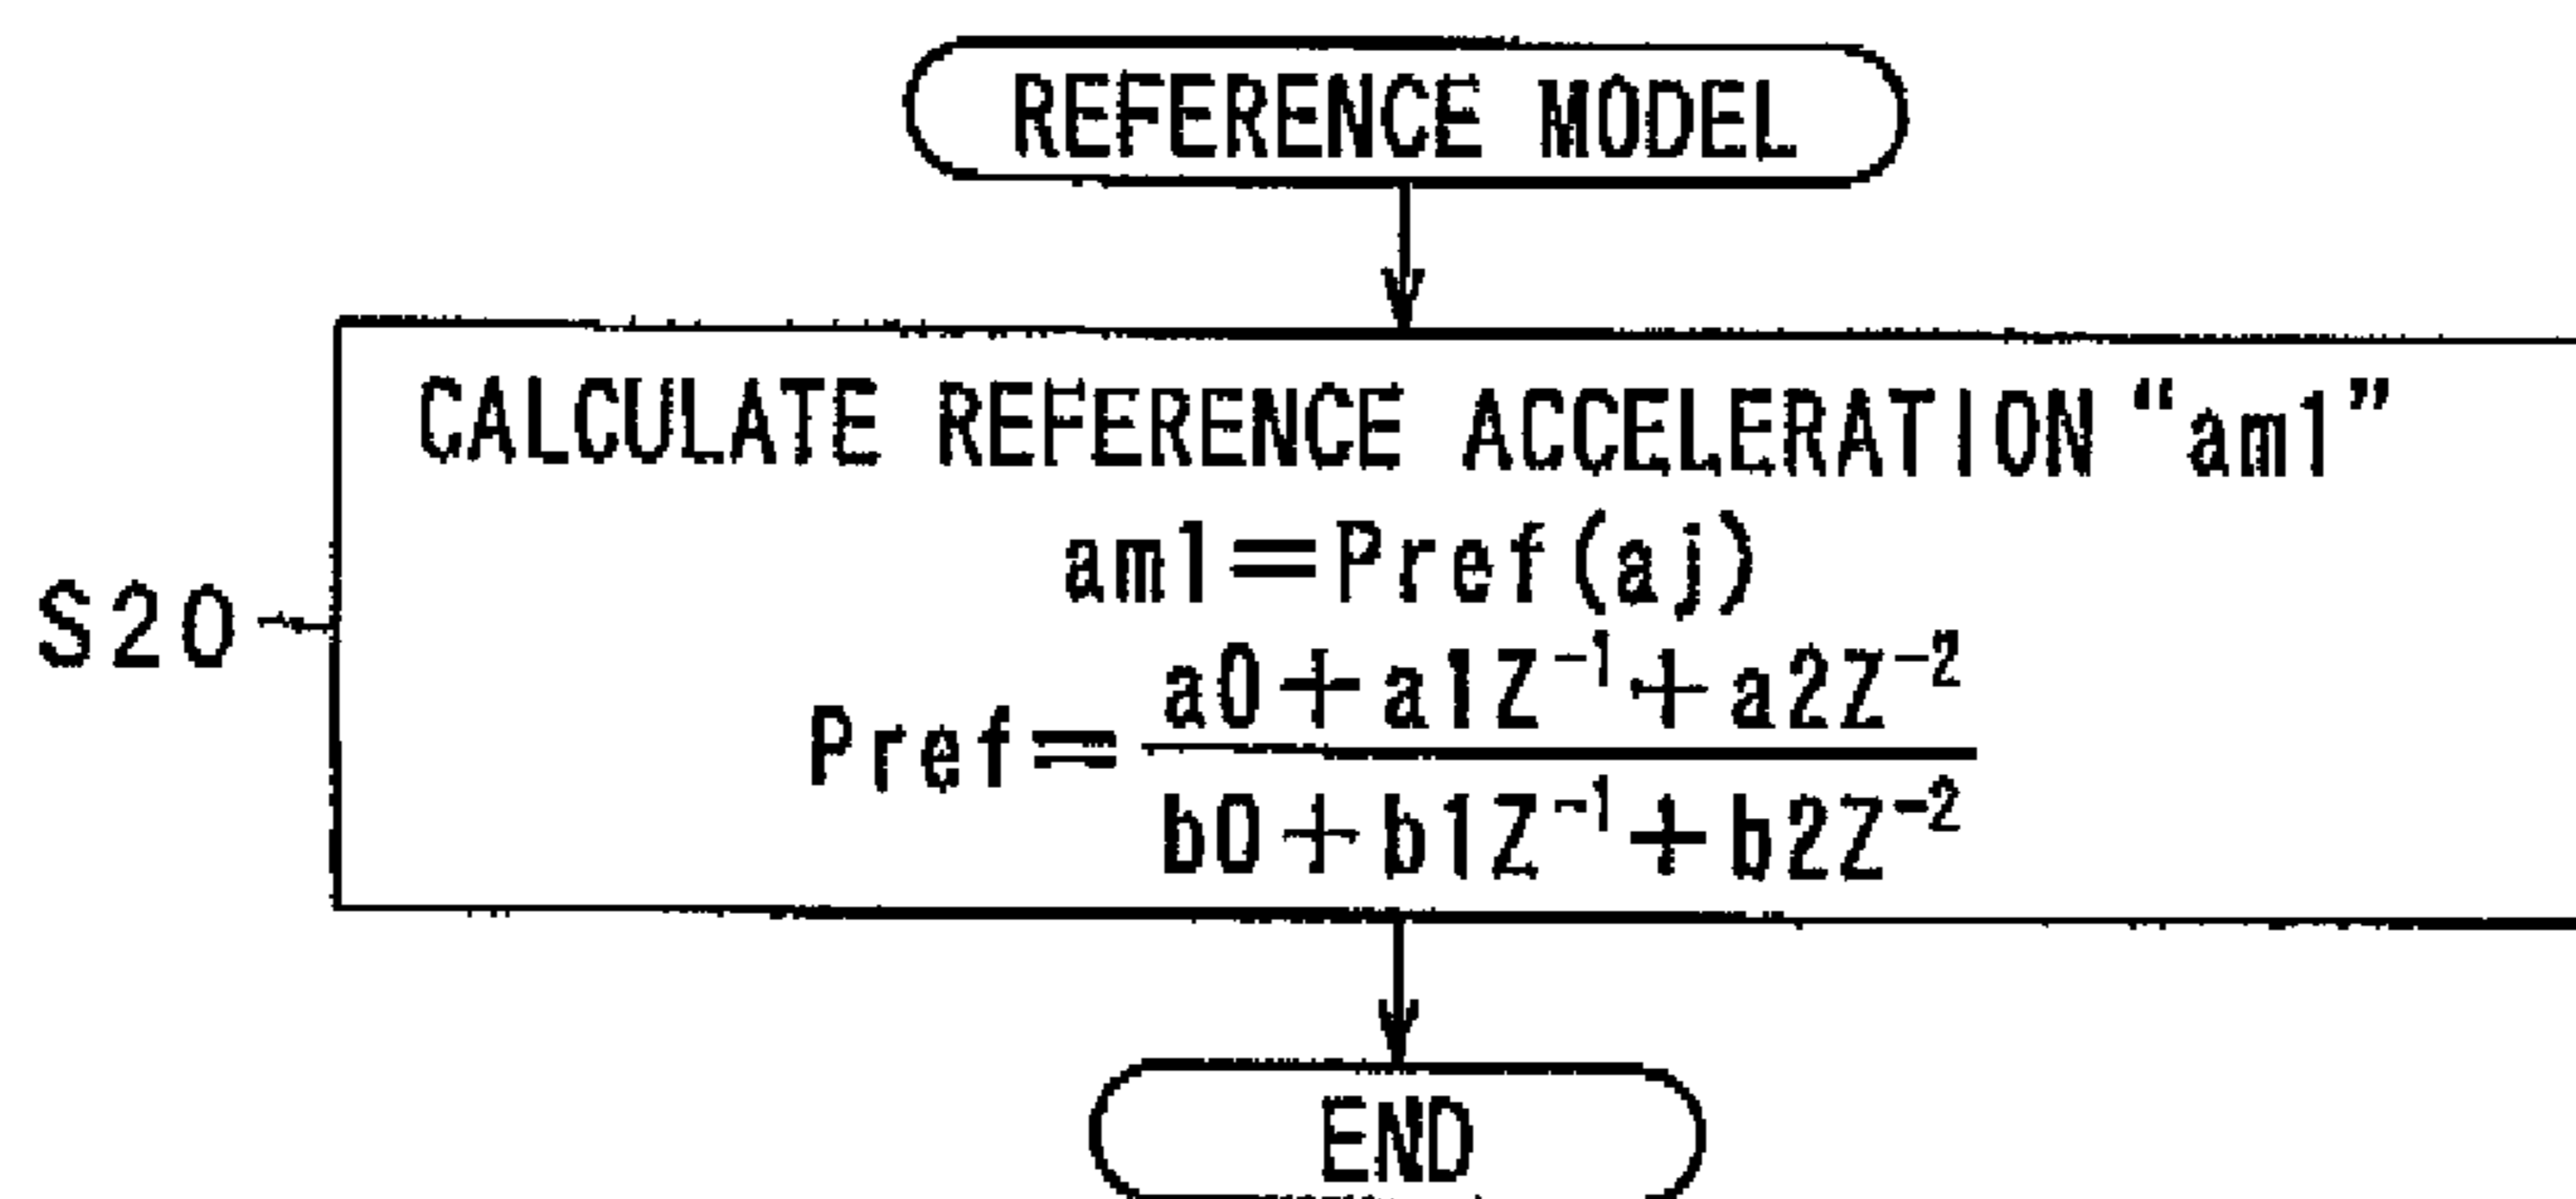 REFERENCE MODEL
CALCULATE REFERENCE ACCELERATION “am1”
am1=Pref(aj)
S20
Pref=
a0+a1Z⁻¹+a2Z⁻²
b0+b1Z⁻¹+b2Z⁻²
END